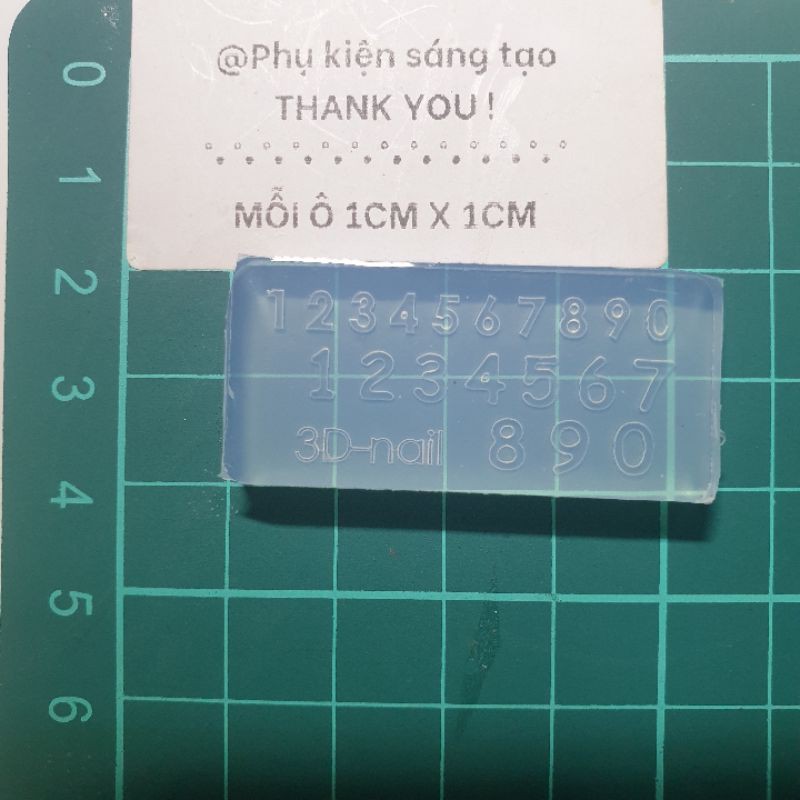 @Phụ kiện sáng tạo
THANK YOU !
MỖI Ô 1CM X 1CM
1234567890
1234567
3D-nail 890
0
1
2
3
4
5
6